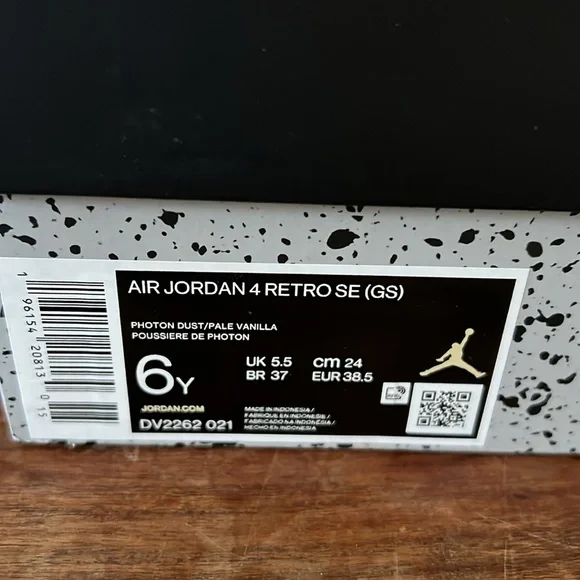 AIR JORDAN 4 RETRO SE (GS)
PHOTON DUST/PALE VANILLA
POUSSIERE DE PHOTON
6Y
UK 5.5 cm 24
BR 37 EUR 38.5
JORDAN.COM
DV2262 021
MADE IN INDONESIA /
FABRIQUÉ EN INDONÉSIE /
FABRICADO NA INDONÉSIA /
HECHO EN INDONESIA
1 96154 20813 0 15